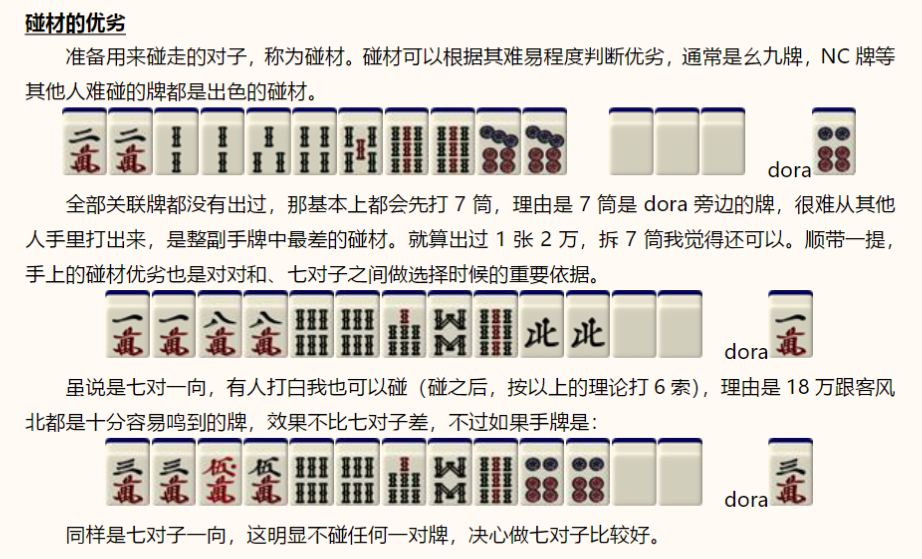 碰材的优劣
准备用来碰走的对子，称为碰材。碰材可以根据其难易程度判断优劣，通常是幺九牌，NC 牌等
其他人难碰的牌都是出色的碰材。
二萬 二萬 dora
全部关联牌都没有出过，那基本上都会先打 7 筒，理由是 7 筒是 dora 旁边的牌，很难从其他
人手里打出来，是整副手牌中最差的碰材。就算出过 1 张 2 万，拆 7 筒我觉得还可以。顺带一提，
手上的碰材优劣也是对对和、七对子之间做选择时候的重要依据。
一萬 一萬 八萬 八萬 北 北 dora 一萬
虽说是七对一向，有人打白我也可以碰（碰之后，按以上的理论打 6 索），理由是 18 万跟客风
北都是十分容易鸣到的牌，效果不比七对子差，不过如果手牌是：
三萬 三萬 伍萬 伍萬 dora 三萬
同样是七对子一向，这明显不碰任何一对牌，决心做七对子比较好。